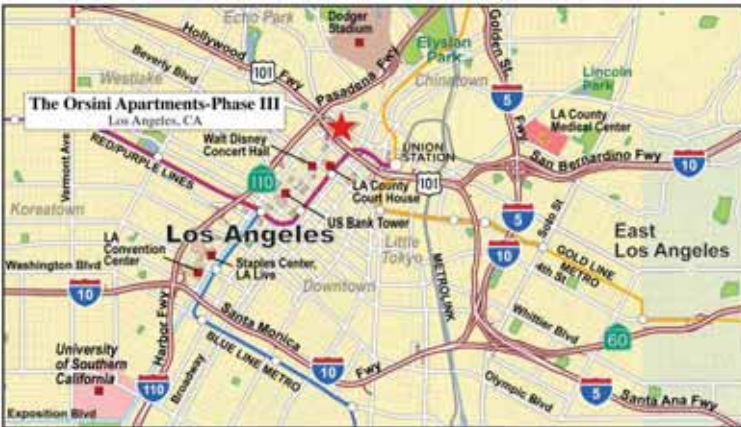 Echo Park
Dodger
Stadium
Hollywood
Fwy
101
Beverly Blvd
Westlake
Pasadena Fwy
Elysian
Park
Chinatown
Golden St.
Fwy
5
Lincoln
Park
LA County
Medical Center
The Orsini Apartments-Phase III
Los Angeles, CA
Vermont Ave
RED/PURPLE LINES
Walt Disney
Concert Hall
UNION
STATION
San Bernardino Fwy
10
110
LA County
Court House
101
US Bank Tower
Koreatown
Los Angeles
Little
Tokyo
5
10
Soto St
East
Los Angeles
LA
Convention
Center
Staples Center,
LA Live
Washington Blvd
10
Downtown
METROLINK
GOLD LINE
METRO
4th St
Harbor Fwy
Santa Monica
Fwy
10
Whittier Blvd
60
University
of Southern
California
110
Broadway
BLUE LINE METRO
Olympic Blvd
5
Santa Ana Fwy
Exposition Blvd